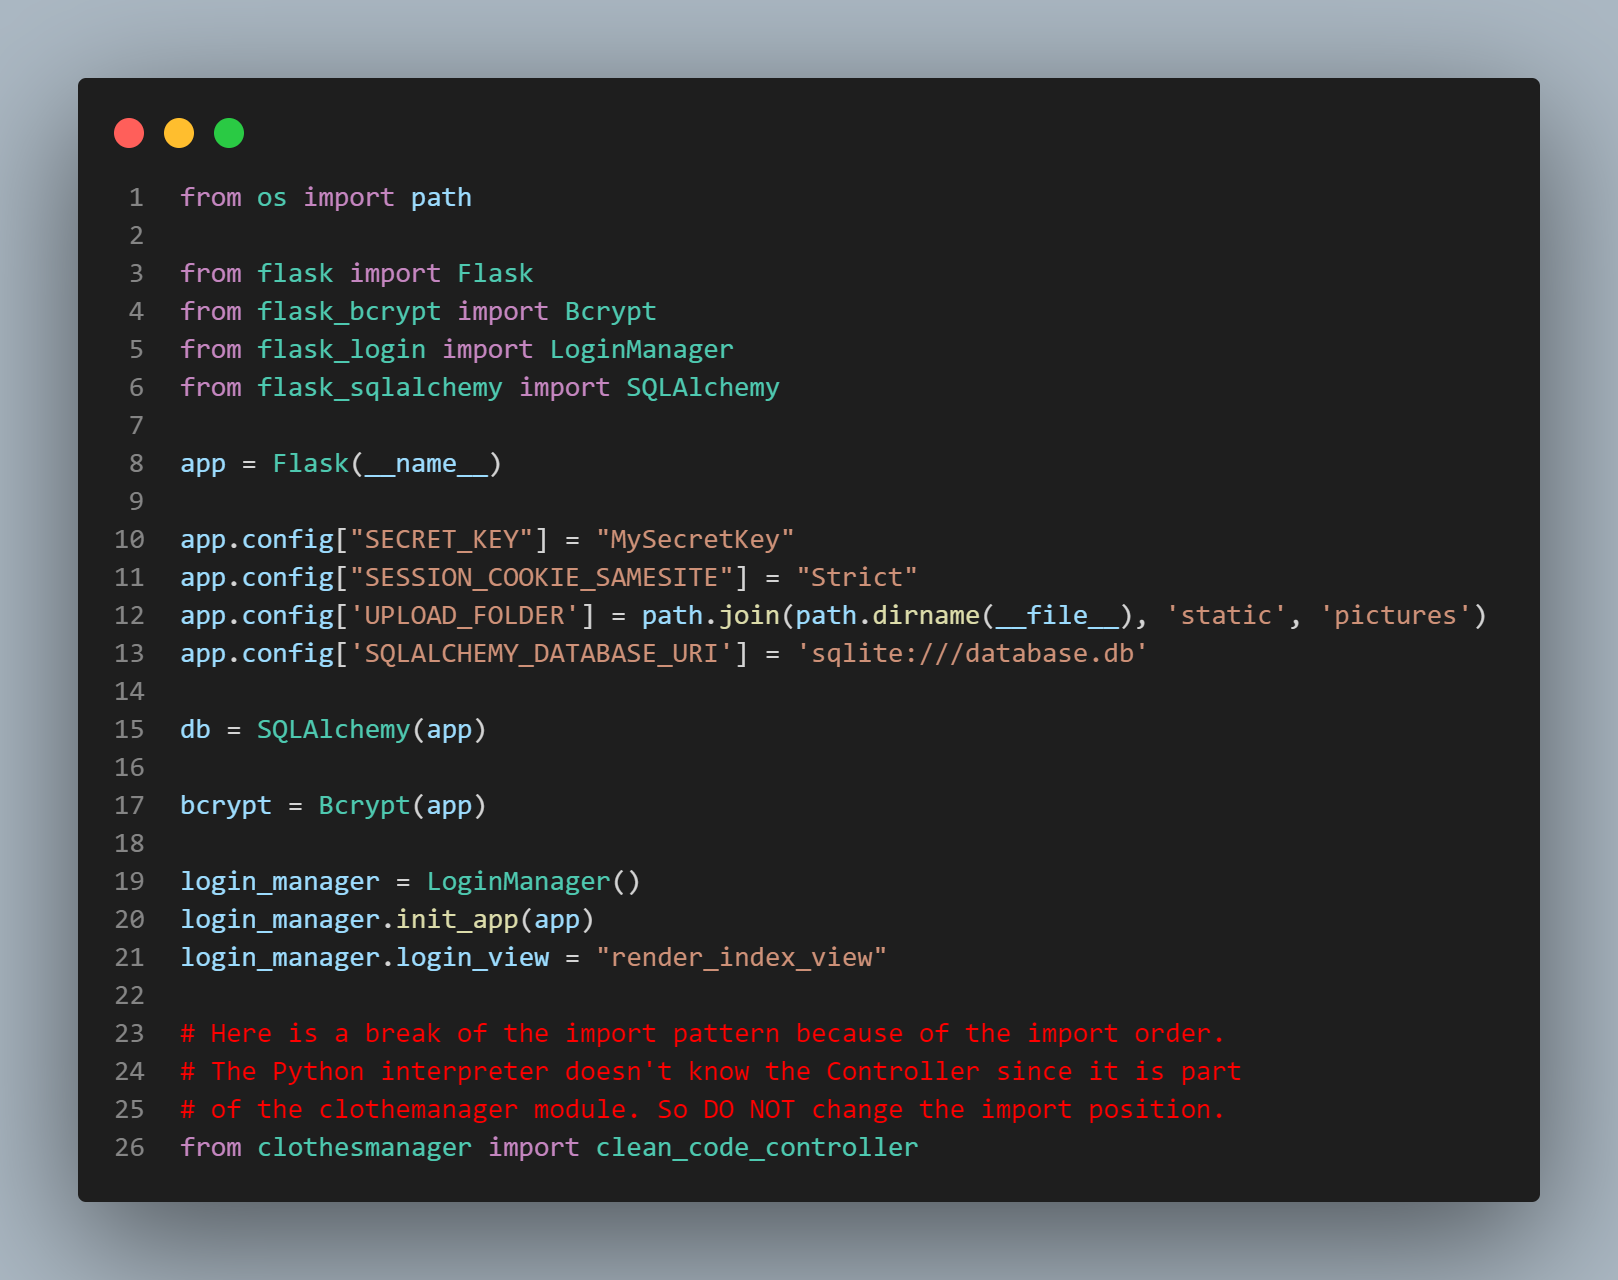 1 from os import path
2
3 from flask import Flask
4 from flask_bcrypt import Bcrypt
5 from flask_login import LoginManager
6 from flask_sqlalchemy import SQLAlchemy
7
8 app = Flask(__name__)
9
10 app.config["SECRET_KEY"] = "MySecretKey"
11 app.config["SESSION_COOKIE_SAMESITE"] = "Strict"
12 app.config['UPLOAD_FOLDER'] = path.join(path.dirname(__file__), 'static', 'pictures')
13 app.config['SQLALCHEMY_DATABASE_URI'] = 'sqlite:///database.db'
14
15 db = SQLAlchemy(app)
16
17 bcrypt = Bcrypt(app)
18
19 login_manager = LoginManager()
20 login_manager.init_app(app)
21 login_manager.login_view = "render_index_view"
22
23 # Here is a break of the import pattern because of the import order.
24 # The Python interpreter doesn't know the Controller since it is part
25 # of the clothemanager module. So DO NOT change the import position.
26 from clothesmanager import clean_code_controller